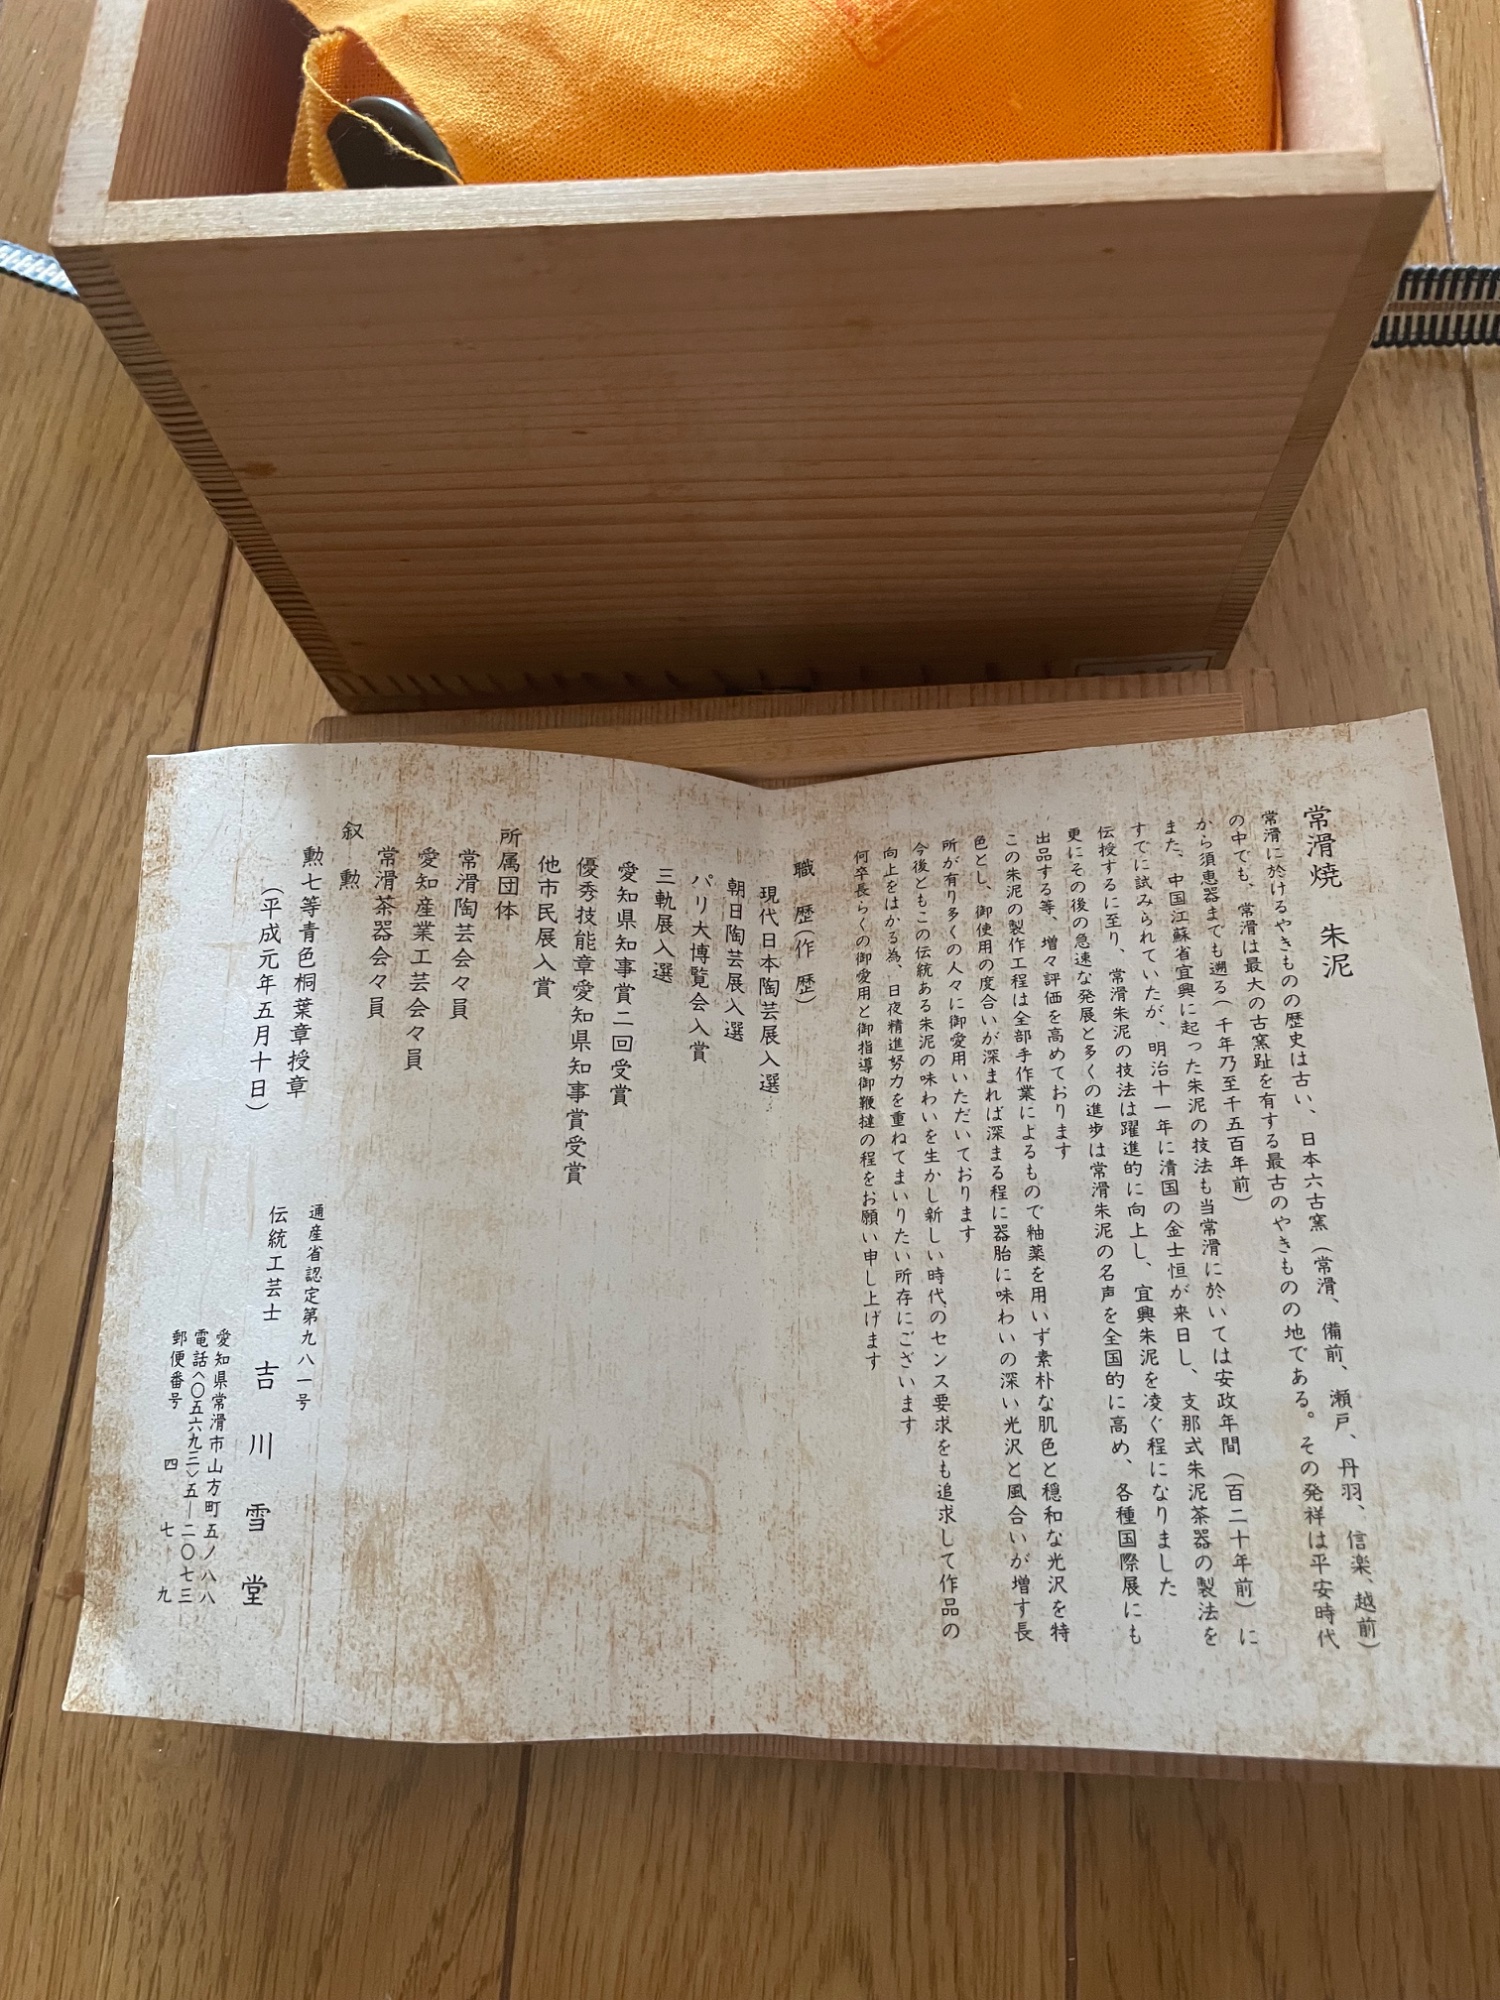 常滑焼 朱泥
常滑に於けるやきものの歴史は古い、日本六古窯(常滑、備前、瀬戸、丹羽、信楽、越前)
の中でも、常滑は最大の古窯趾を有する最古のやきものの地である。その発祥は平安時代
から須恵器までも遡る(千年乃至千五百年前)
また、中国江蘇省宜興に起った朱泥の技法も当常滑に於いては安政年間(百二十年前)に
すでに試みられていたが、明治十一年に清国の金士恒が来日し、支那式朱泥茶器の製法を
伝授するに至り、常滑朱泥の技法は躍進的に向上し、宜興朱泥を凌ぐ程になりました
更にその後の急速な発展と多くの進歩は常滑朱泥の名声を全国的に高め、各種国際展にも
出品する等、増々評価を高めております
この朱泥の製作工程は全部手作業によるもので釉薬を用いず素朴な肌色と穏和な光沢を特
色とし、御使用の度合いが深まれば深まる程に器胎に味わいの深い光沢と風合いが増す長
所が有り多くの人々に御愛用いただいております
今後ともこの伝統ある朱泥の味わいを生かし新しい時代のセンス要求をも追求して作品の
向上をはかる為、日夜精進努力を重ねてまいりたい所存にございます
何卒長らくの御愛用と御指導御鞭撻の程をお願い申し上げます
職歴(作歴)
現代日本陶芸展入選
朝日陶芸展入選
パリ大博覧会入賞
三軌展入選
愛知県知事賞二回受賞
優秀技能章愛知県知事賞受賞
他市民展入賞
所属団体
常滑陶芸会々員
愛知産業工芸会々員
常滑茶器会々員
叙勲
勲七等青色桐葉章授章
(平成元年五月十日)
通産省認定第九八一号
伝統工芸士 吉川雪堂
愛知県常滑市山方町五ノ八八
電話〈〇五六九三〉五―二〇七三
郵便番号 四七九